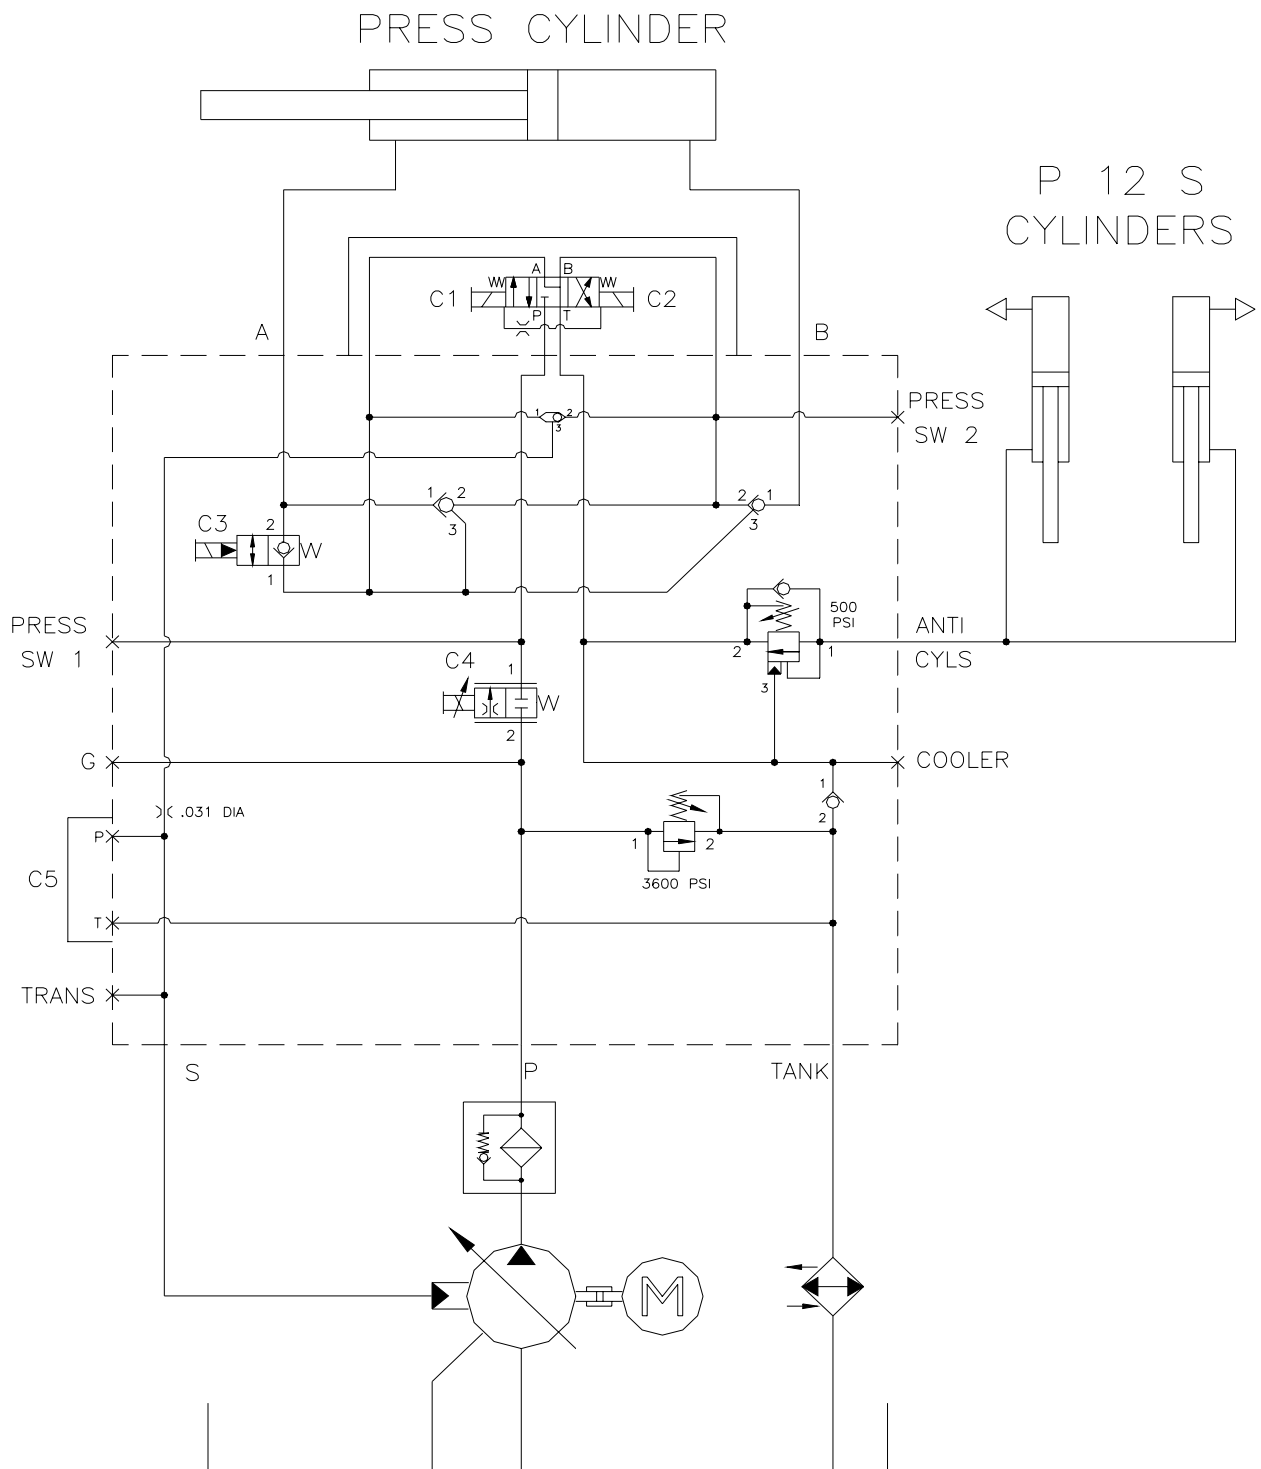 PRESS CYLINDER
P 12 S
CYLINDERS
A B
C1 C2
P T
A B
PRESS
SW 2
1 2
3
1 2
3
2 1
3
C3 2
1
500
PSI
PRESS
SW 1
ANTI
CYLS
2 1
3
C4 1
2
G
COOLER
1
2
.031 DIA
P
1 2
3600 PSI
C5
T
TRANS
S P TANK
M